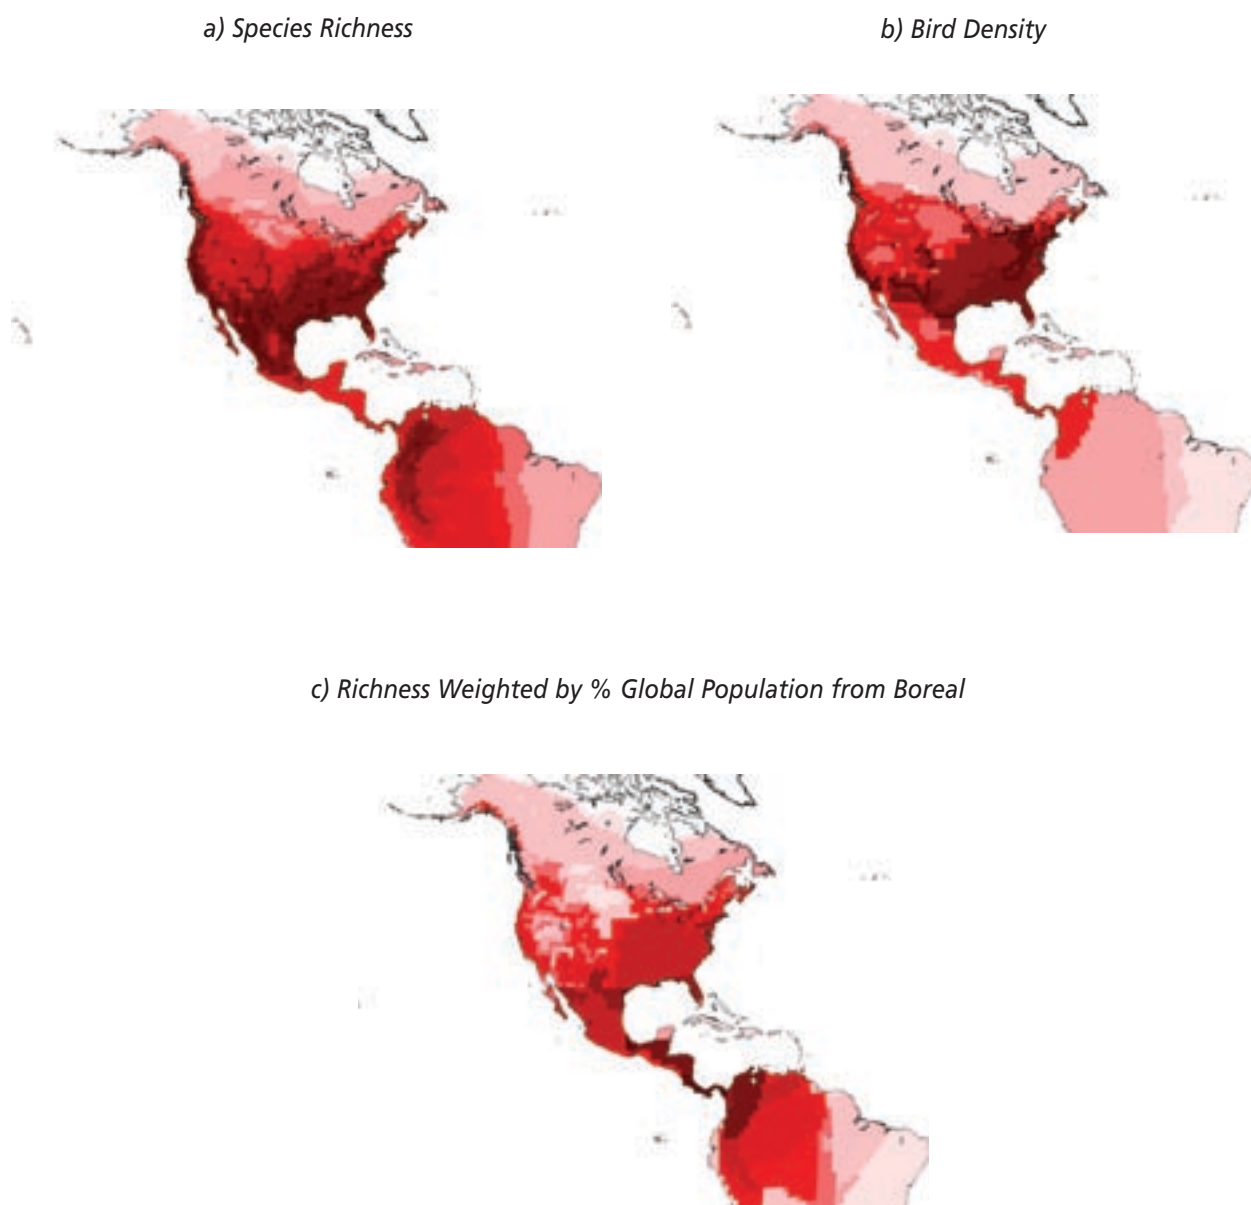 a) Species Richness
b) Bird Density
c) Richness Weighted by % Global Population from Boreal